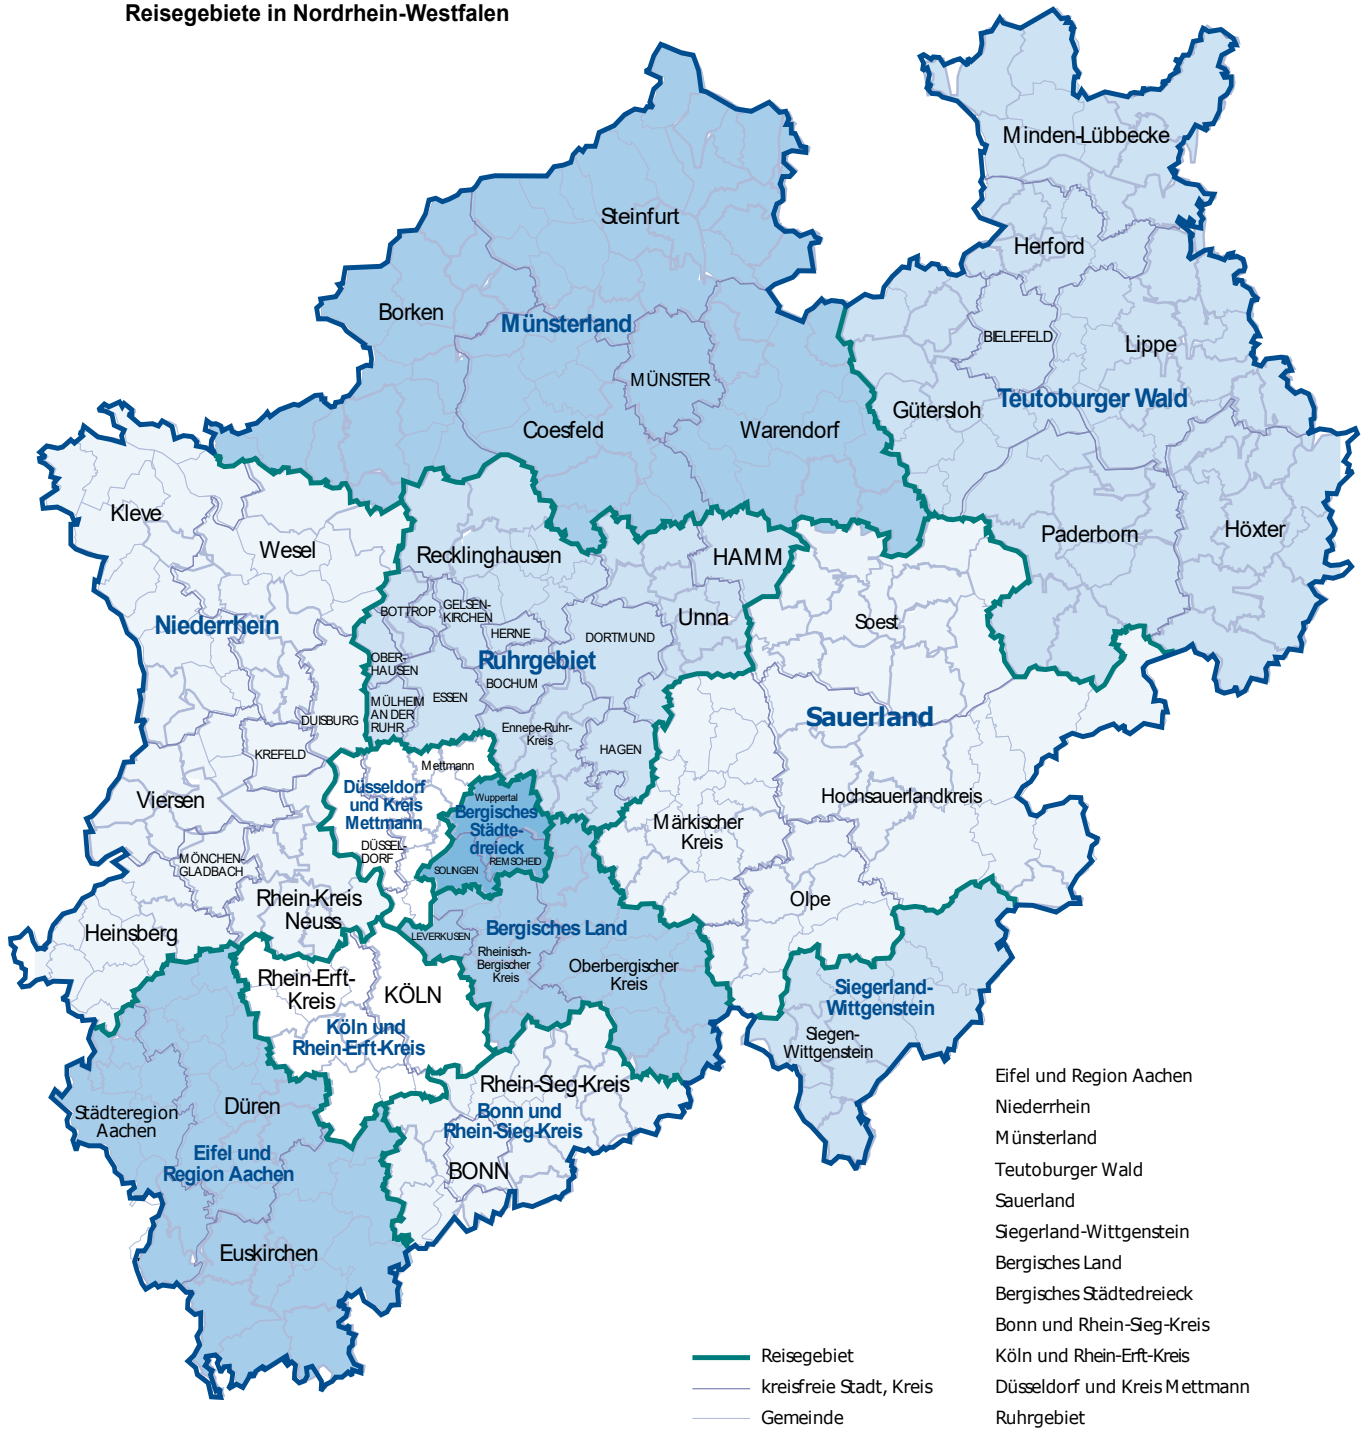 Reisegebiete in Nordrhein-Westfalen
Minden-Lübbecke
Steinfurt
Herford
Borken
Münsterland
BIELEFELD
Lippe
MÜNSTER
Teutoburger Wald
Gütersloh
Coesfeld
Warendorf
Kleve
Wesel
Paderborn
Höxter
Recklinghausen
HAMM
BOTTROP
GELSEN-
KIRCHEN
Niederrhein
HERNE
DORTMUND
Unna
Soest
OBER-
HAUSEN
Ruhrgebiet
BOCHUM
ESSEN
MÜLHEIM
AN DER
RUHR
DUISBURG
Sauerland
Ennepe-Ruhr-
Kreis
HAGEN
KREFELD
Mettmann
Düsseldorf
und Kreis
Mettmann
Viersen
Wuppertal
Bergisches
Städte-
dreieck
Hochsauerlandkreis
Märkischer
Kreis
DÜSSEL-
DORF
MÖNCHEN-
GLADBACH
SOLINGEN
REMSCHEID
Rhein-Kreis
Neuss
Olpe
Heinsberg
LEVERKUSEN
Bergisches Land
Rheinisch-
Bergischer
Kreis
Oberbergischer
Kreis
Rhein-Erft-
Kreis
KÖLN
Siegerland-
Wittgenstein
Köln und
Rhein-Erft-Kreis
Siegen-
Wittgenstein
Rhein-Sieg-Kreis
Städteregion
Aachen
Düren
Bonn und
Rhein-Sieg-Kreis
Eifel und
Region Aachen
BONN
Euskirchen
Eifel und Region Aachen
Niederrhein
Münsterland
Teutoburger Wald
Sauerland
Siegerland-Wittgenstein
Bergisches Land
Bergisches Städtedreieck
Bonn und Rhein-Sieg-Kreis
Köln und Rhein-Erft-Kreis
Düsseldorf und Kreis Mettmann
Ruhrgebiet
Reisegebiet
kreisfreie Stadt, Kreis
Gemeinde